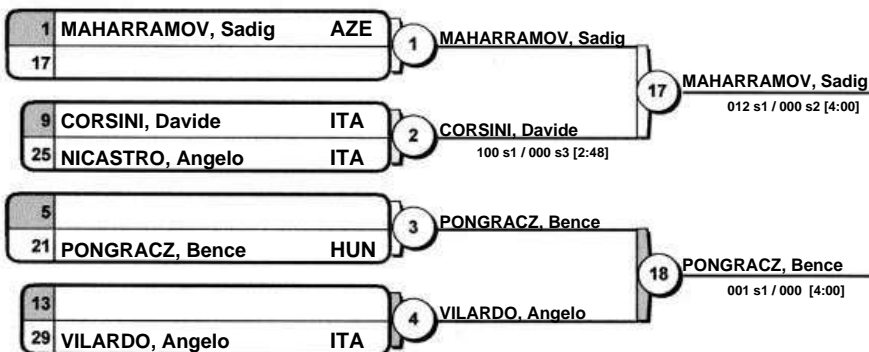 1 MAHARRAMOV, Sadig AZE
17
1
MAHARRAMOV, Sadig
17
MAHARRAMOV, Sadig
012 s1 / 000 s2 [4:00]
9 CORSINI, Davide ITA
25 NICASTRO, Angelo ITA
2
CORSINI, Davide
100 s1 / 000 s3 [2:48]
5
21 PONGRACZ, Bence HUN
3
PONGRACZ, Bence
18
PONGRACZ, Bence
001 s1 / 000 [4:00]
13
29 VILARDO, Angelo ITA
4
VILARDO, Angelo